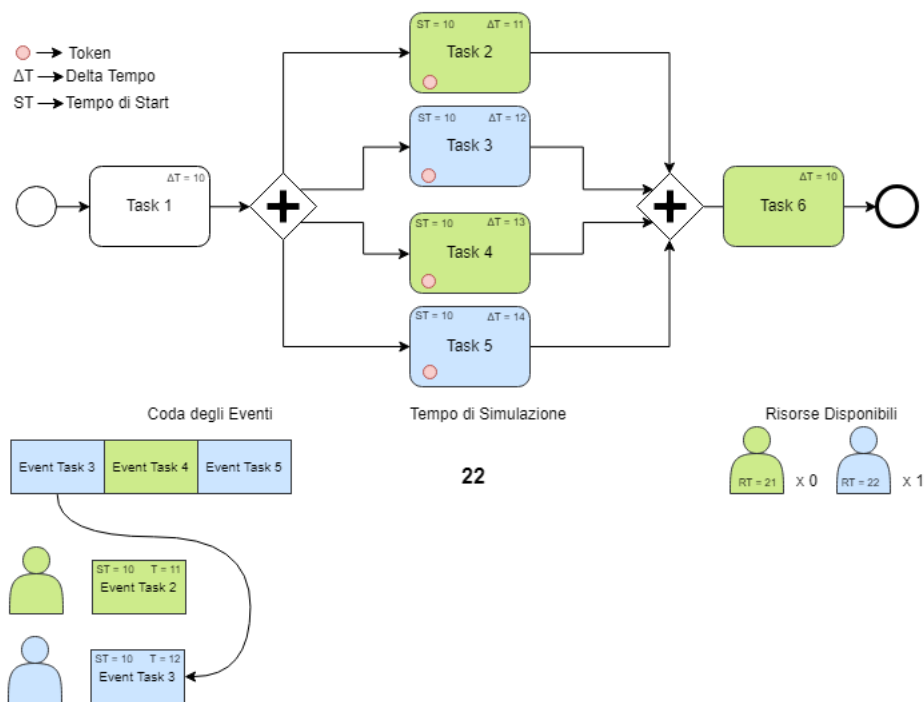 Token
ΔT Delta Tempo
ST Tempo di Start
ST = 10 ΔT = 11
Task 2
ST = 10 ΔT = 12
Task 3
ΔT = 10
Task 1
ST = 10 ΔT = 13
Task 4
ΔT = 10
Task 6
ST = 10 ΔT = 14
Task 5
Coda degli Eventi
Tempo di Simulazione
Risorse Disponibili
Event Task 3 Event Task 4 Event Task 5
22
RT = 21 X 0 RT = 22 X 1
ST = 10 T = 11
Event Task 2
ST = 10 T = 12
Event Task 3